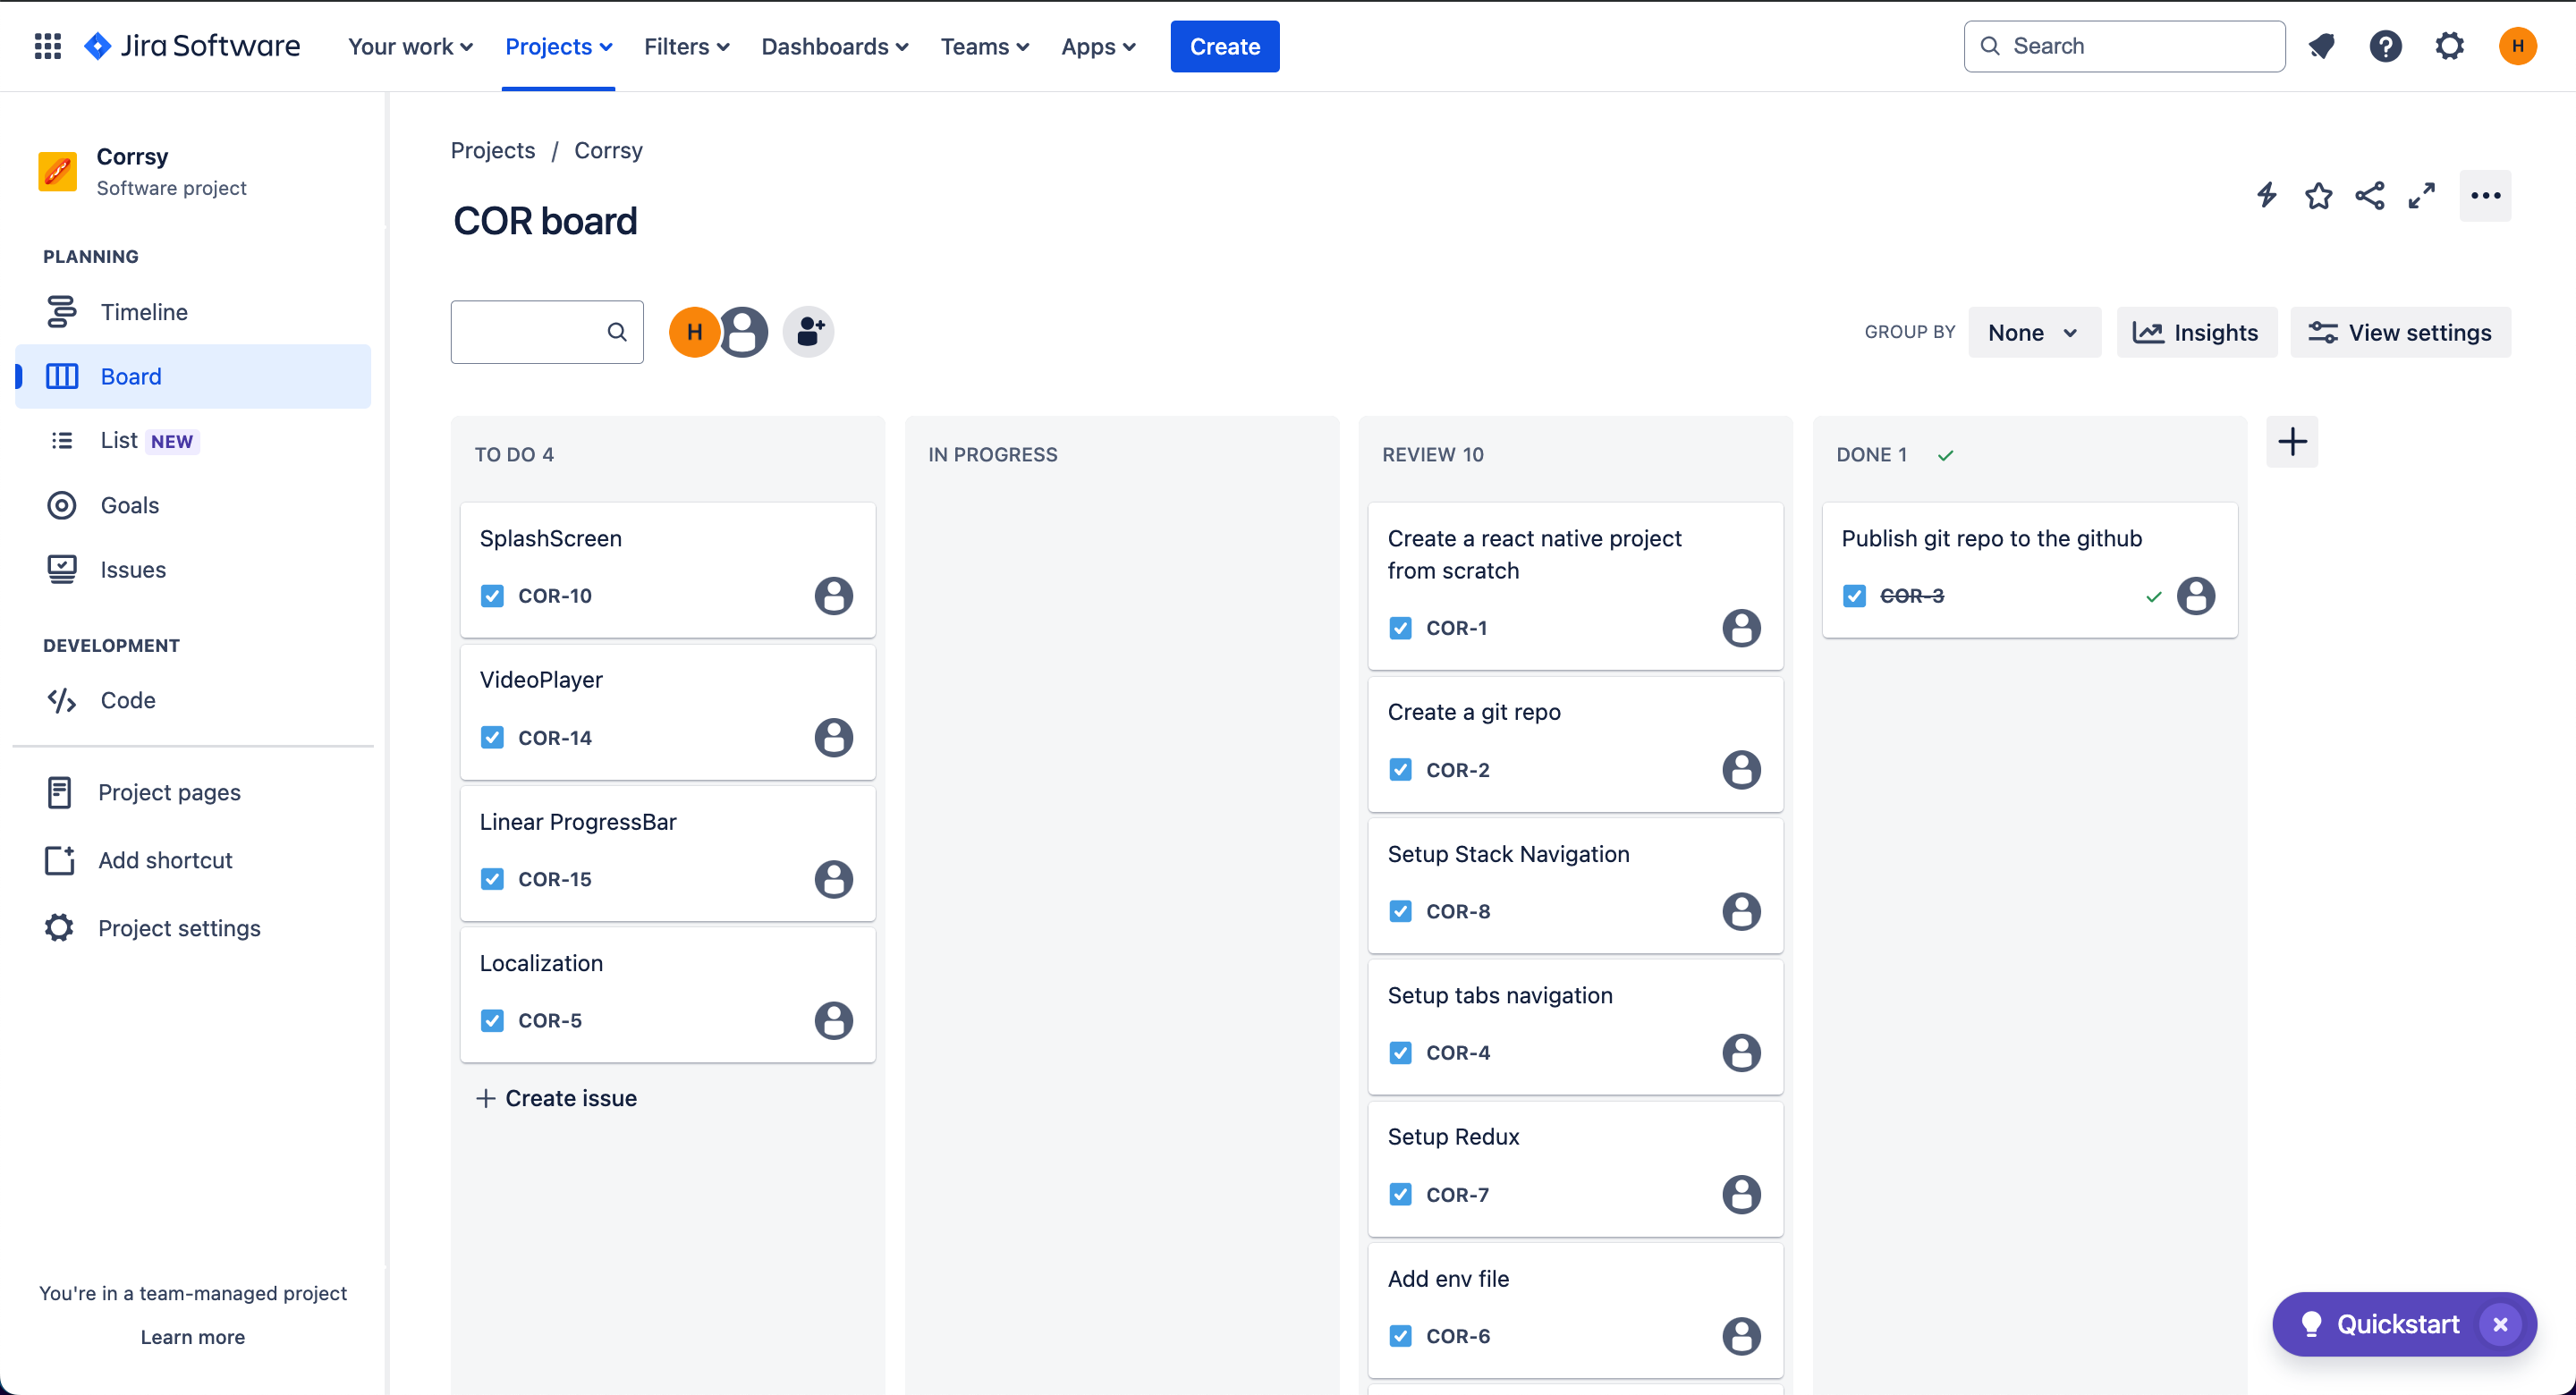 Jira Software
Your work
Projects
Filters
Dashboards
Teams
Apps
Create
Search
H
Corrsy
Software project
PLANNING
Timeline
Board
List NEW
Goals
Issues
DEVELOPMENT
Code
Project pages
Add shortcut
Project settings
You're in a team-managed project
Learn more
Projects / Corrsy
COR board
H
GROUP BY
None
Insights
View settings
TO DO 4
SplashScreen
COR-10
VideoPlayer
COR-14
Linear ProgressBar
COR-15
Localization
COR-5
Create issue
IN PROGRESS
REVIEW 10
Create a react native project
from scratch
COR-1
Create a git repo
COR-2
Setup Stack Navigation
COR-8
Setup tabs navigation
COR-4
Setup Redux
COR-7
Add env file
COR-6
DONE 1
Publish git repo to the github
COR-3
Quickstart